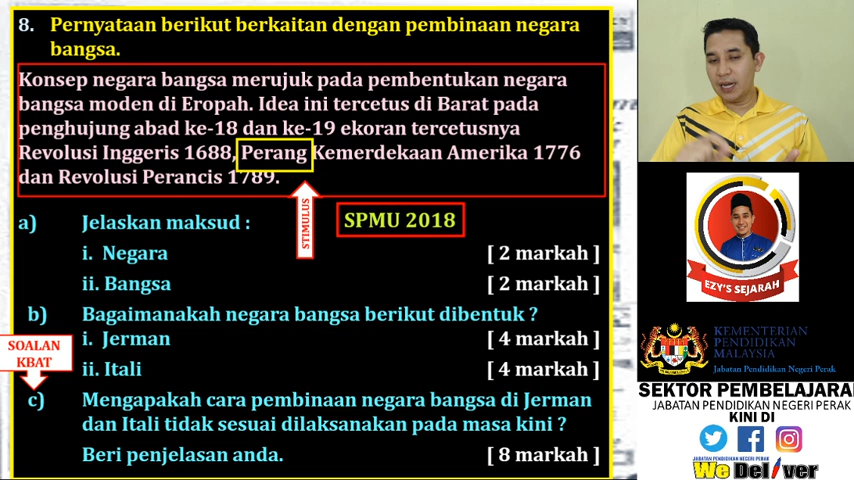 8. Pernyataan berikut berkaitan dengan pembinaan negara
bangsa.
Konsep negara bangsa merujuk pada pembentukan negara
bangsa moden di Eropah. Idea ini tercetus di Barat pada
penghujung abad ke-18 dan ke-19 ekoran tercetusnya
Revolusi Inggeris 1688, Perang Kemerdekaan Amerika 1776
dan Revolusi Perancis 1789.
STIMULUS
SPMU 2018
a) Jelaskan maksud :
i. Negara [ 2 markah ]
ii. Bangsa [ 2 markah ]
b) Bagaimanakah negara bangsa berikut dibentuk ?
i. Jerman [ 4 markah ]
ii. Itali [ 4 markah ]
SOALAN
KBAT
c) Mengapakah cara pembinaan negara bangsa di Jerman
dan Itali tidak sesuai dilaksanakan pada masa kini ?
Beri penjelasan anda. [ 8 markah ]
EZY'S SEJARAH
KEMENTERIAN
PENDIDIKAN
MALAYSIA
Jabatan Pendidikan Negeri Perak
SEKTOR PEMBELAJARA
JABATAN PENDIDIKAN NEGERI PERAK
KINI DI
JABATAN PENDIDIKAN NEGERI PERAK
We Deliver